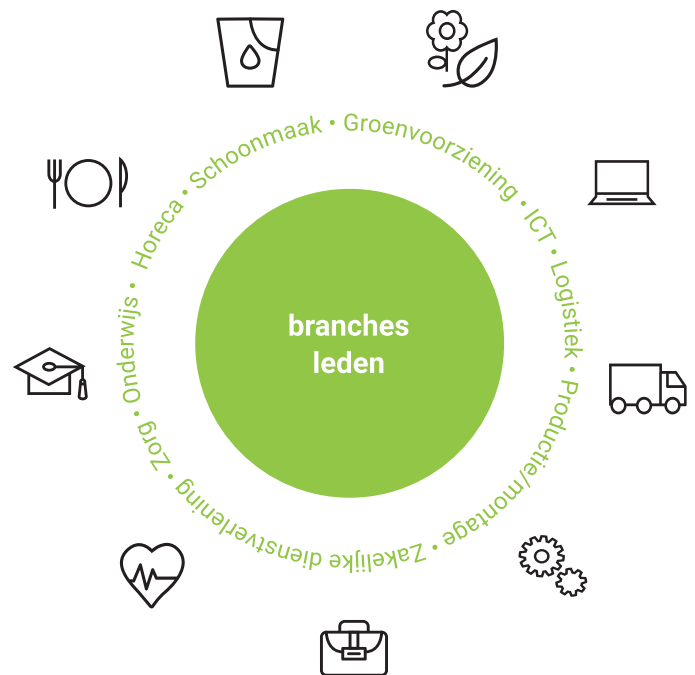 Schoonmaak • Groenvoorziening • ICT • Logistiek • Productie/montage • Zakelijke dienstverlening • Zorg • Onderwijs • Horeca •
branches
leden